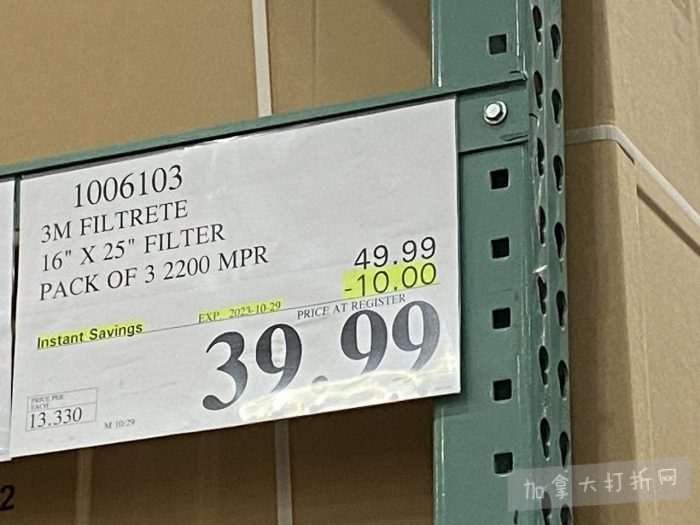 1006103
3M FILTRETE
16" X 25" FILTER
PACK OF 3 2200 MPR
49.99
-10.00
Instant Savings
EXP. 2023-10-29
PRICE AT REGISTER
39.99
PRICE PER
EACH
13.330
M 10/29
2
加拿大打折网